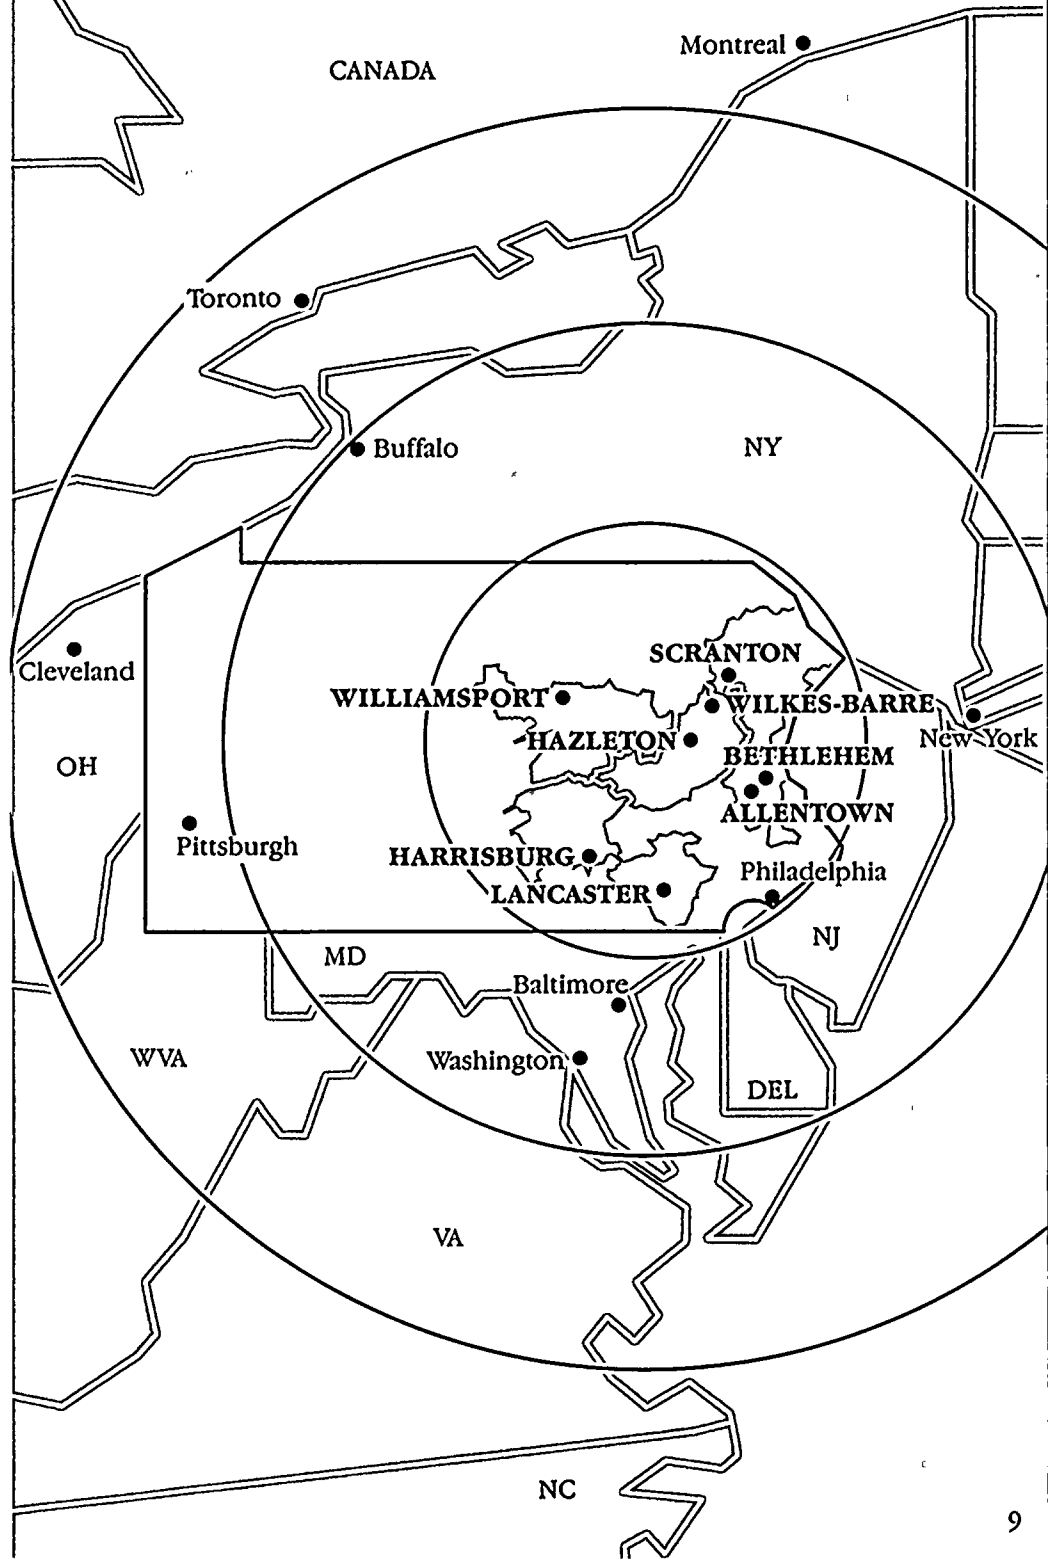 Montreal
CANADA
Toronto
Buffalo
NY
SCRANTON
Cleveland
WILLIAMSPORT
WILKES-BARRE
HAZLETON
New York
BETHLEHEM
OH
ALLENTOWN
Pittsburgh
HARRISBURG
Philadelphia
LANCASTER
NJ
MD
Baltimore
WVA
Washington
DEL
VA
NC
9